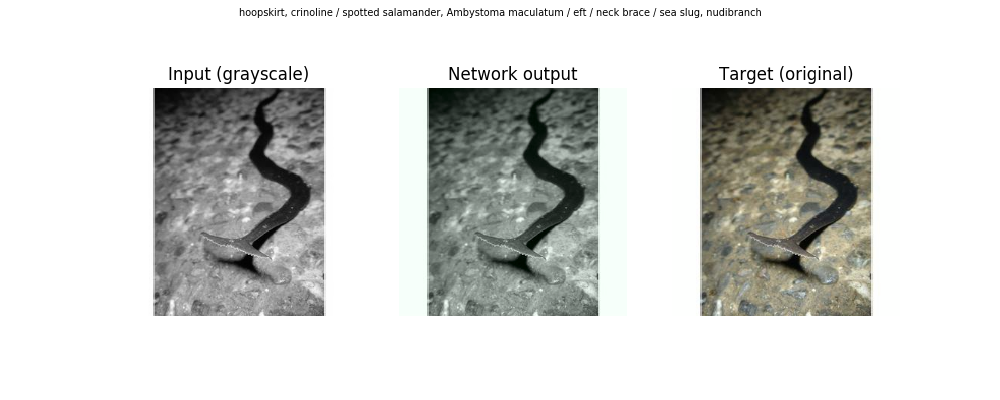 hoopskirt, crinoline / spotted salamander, Ambystoma maculatum / eft / neck brace / sea slug, nudibranch
Input (grayscale)
Network output
Target (original)